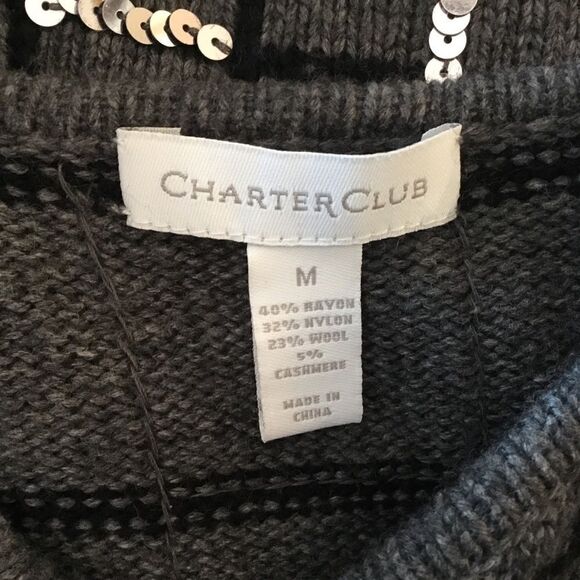 CHARTER CLUB
M
40% RAYON
32% NYLON
23% WOOL
5%
CASHMERE
MADE IN
CHINA